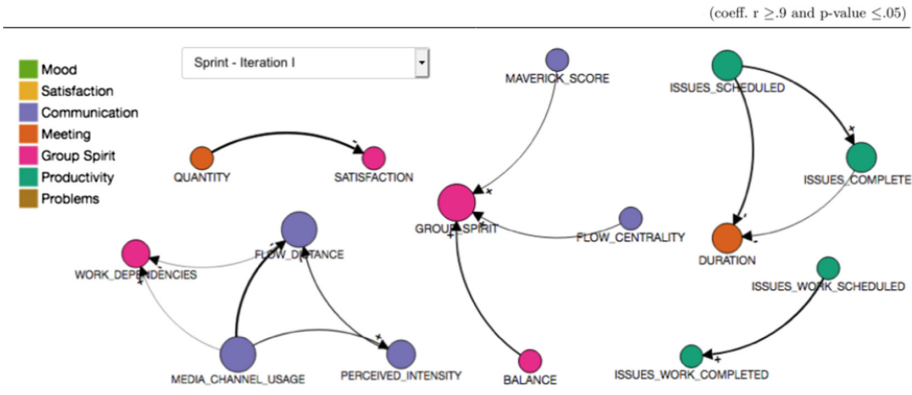 (coeff. r ≥.9 and p-value ≤.05)
Sprint - Iteration I
Mood
Satisfaction
Communication
Meeting
Group Spirit
Productivity
Problems
MAVERICK_SCORE
ISSUES_SCHEDULED
QUANTITY
SATISFACTION
ISSUES_COMPLETE
GROUP_SPIRIT
FLOW_CENTRALITY
FLOW_DISTANCE
DURATION
WORK_DEPENDENCIES
ISSUES_WORK_SCHEDULED
MEDIA_CHANNEL_USAGE
PERCEIVED_INTENSITY
BALANCE
ISSUES_WORK_COMPLETED